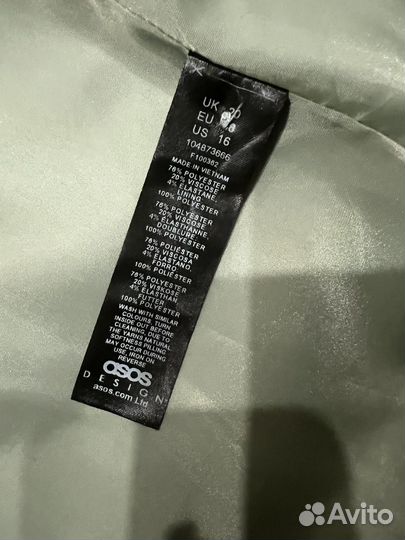 UK 20
EU 48
US 16
104873666
F100362
MADE IN VIETNAM
76% POLYESTER
20% VISCOSE
4% ELASTANE,
LINING
100% POLYESTER
76% POLYESTER
20% VISCOSE
4% ELASTHANNE,
DOUBLURE
100% POLYESTER
76% POLIÉSTER
20% VISCOSA
4% ELASTANO,
FORRO
100% POLIÉSTER
76% POLYESTER
20% VISKOSE
4% ELASTHAN
FUTTER
100% POLYESTER
WASH WITH SIMILAR
COLOURS, TURN
INSIDE OUT BEFORE
CLEANING, DUE TO
THE YARNS NATURAL
SOFTNESS PILLING
MAY OCCUR DURING
USE, IRON ON
REVERSE
asos
DESIGN
asos.com Ltd
Avito